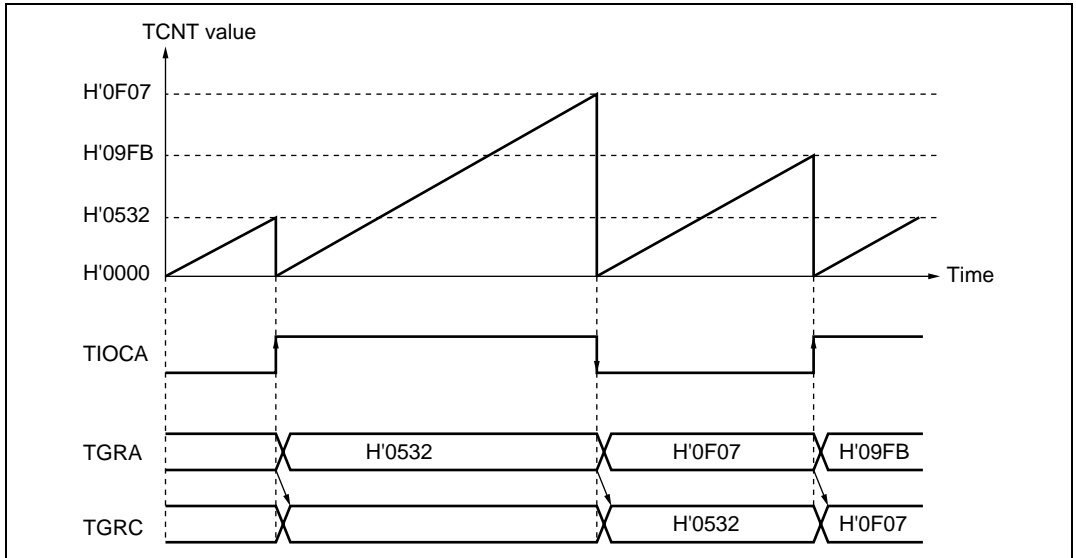 TCNT value
H'0F07
H'09FB
H'0532
H'0000
Time
TIOCA
TGRA H'0532 H'0F07 H'09FB
TGRC H'0532 H'0F07